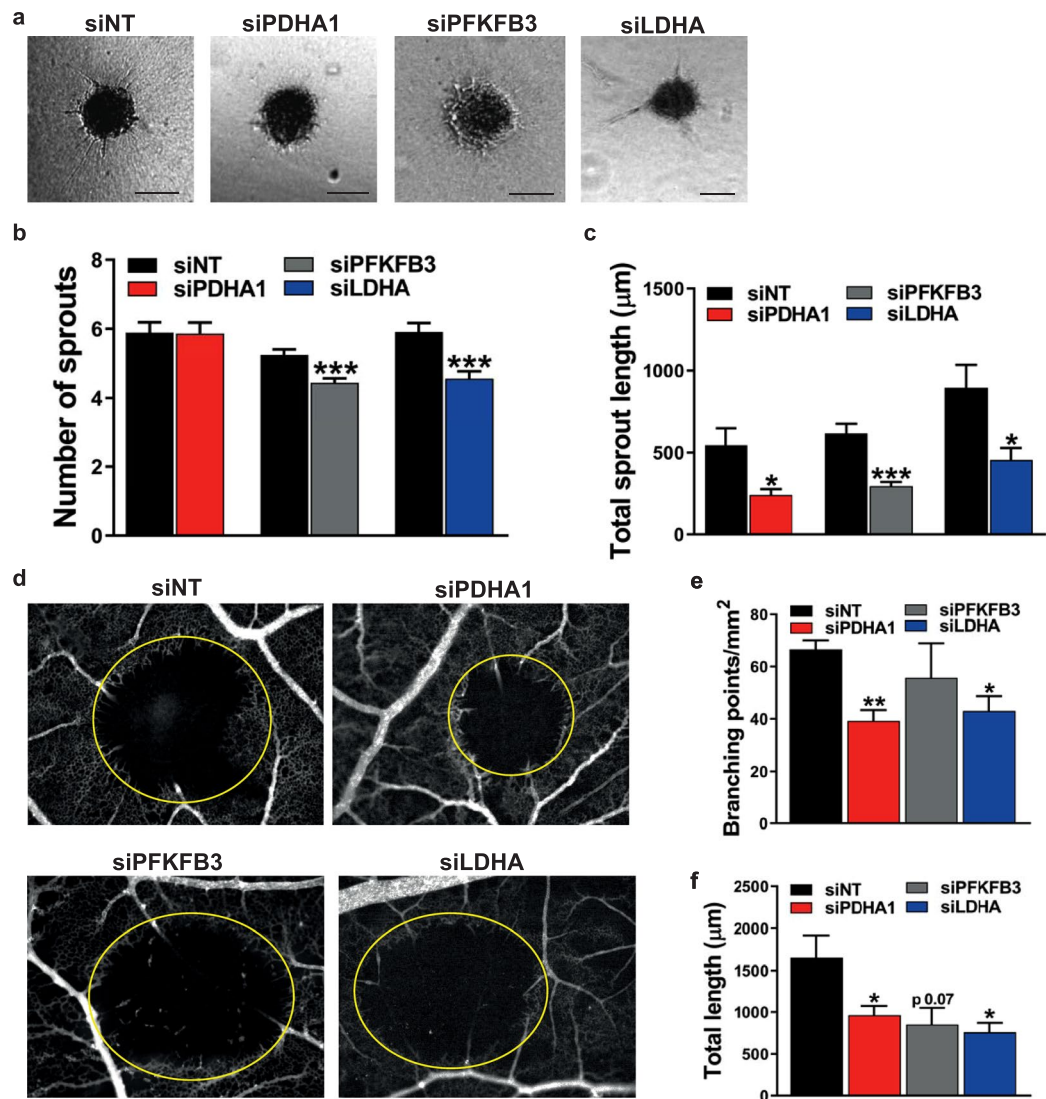 a
siNT siPDHA1 siPFKFB3 siLDHA
b
Number of sprouts
8
6
4
2
0
siNT siPFKFB3
siPDHA1 siLDHA
***
***
c
Total sprout length (μm)
1500
1000
500
0
siNT siPFKFB3
siPDHA1 siLDHA
*
***
*
d
siNT siPDHA1
siPFKFB3 siLDHA
e
Branching points/mm²
80
60
40
20
0
siNT siPFKFB3
siPDHA1 siLDHA
**
*
f
Total length (μm)
2500
2000
1500
1000
500
0
siNT siPFKFB3
siPDHA1 siLDHA
*
p 0.07
*